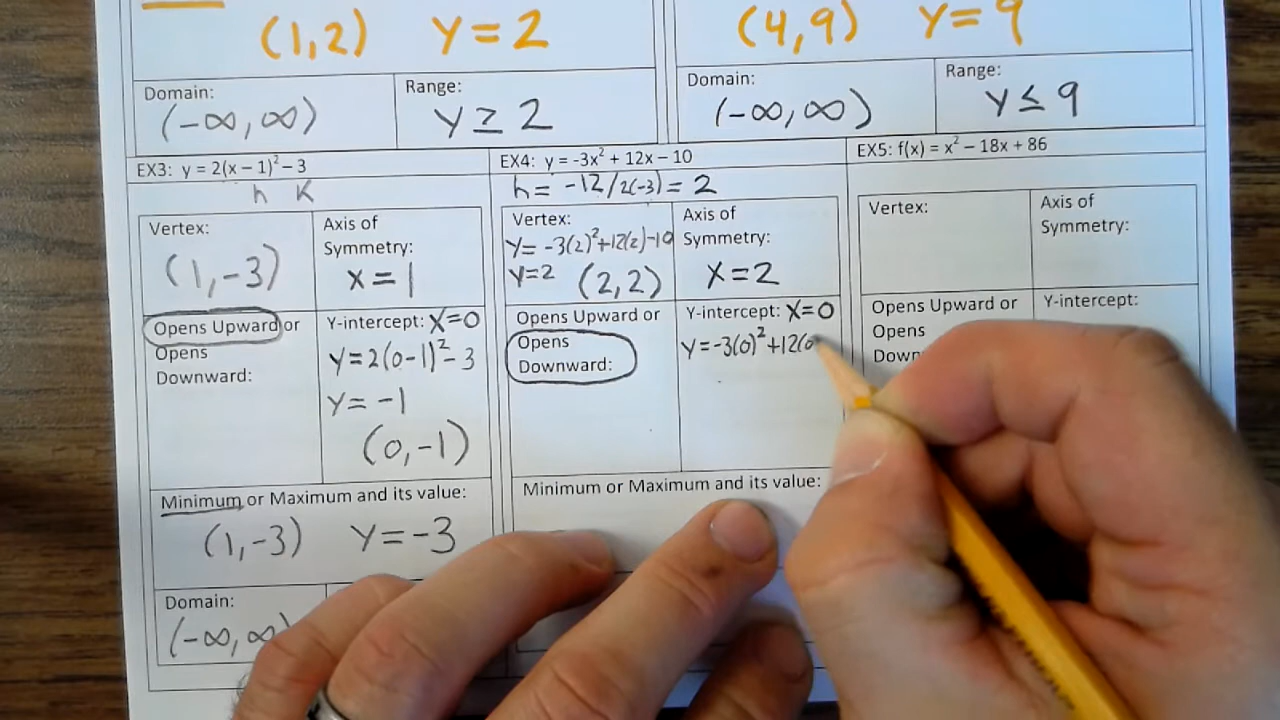 (1,2) y=2
(4,9) y=9
Domain:
(-∞,∞)
Range:
y≥2
Domain:
(-∞,∞)
Range:
y≤9
EX3: y = 2(x – 1)² – 3
h K
Vertex:
(1,-3)
Axis of
Symmetry:
x=1
Opens Upward or
Opens
Downward:
Y-intercept: x=0
y=2(0-1)²-3
y=-1
(0,-1)
Minimum or Maximum and its value:
(1,-3) y=-3
Domain:
(-∞,∞)
EX4: y = -3x² + 12x – 10
h= -12/2(-3) = 2
Vertex:
y=-3(2)²+12(2)-10
y=2 (2,2)
Axis of
Symmetry:
x=2
Opens Upward or
Opens
Downward:
Y-intercept: x=0
y=-3(0)²+12(0
Minimum or Maximum and its value:
EX5: f(x) = x² – 18x + 86
Vertex:
Axis of
Symmetry:
Opens Upward or
Opens
Down
Y-intercept: